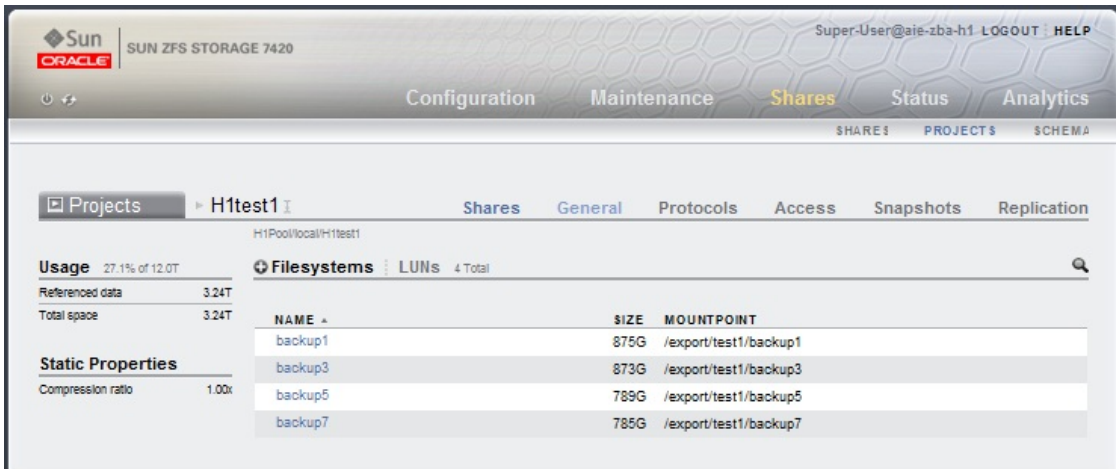 Sun
ORACLE
SUN ZFS STORAGE 7420
Super-User@aie-zba-h1 LOGOUT HELP
Configuration Maintenance Shares Status Analytics
SHARES PROJECTS SCHEMA
Projects H1test1 Shares General Protocols Access Snapshots Replication
H1Pool/local/H1test1
Usage 27.1% of 12.0T Filesystems LUNs 4 Total
Referenced data 3.24T
Total space 3.24T
NAME SIZE MOUNTPOINT
backup1 875G /export/test1/backup1
Static Properties
backup3 873G /export/test1/backup3
Compression ratio 1.00x
backup5 789G /export/test1/backup5
backup7 785G /export/test1/backup7